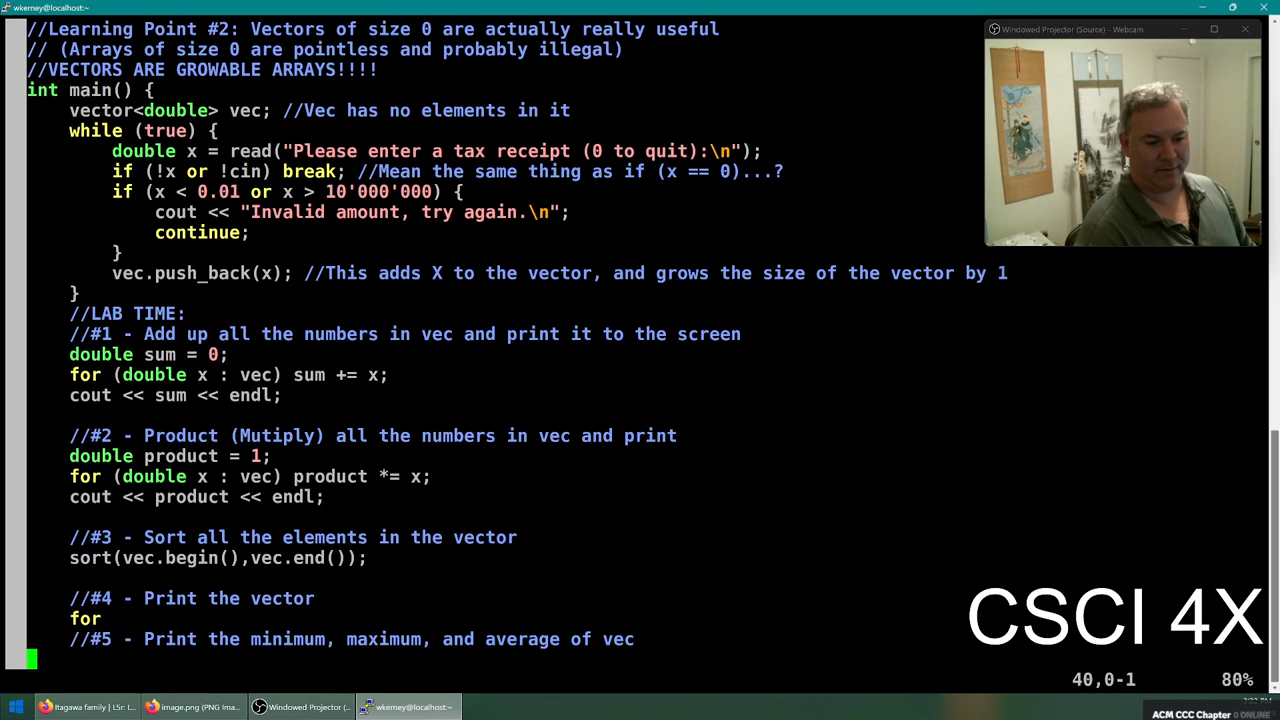 wkerney@localhost:~
//Learning Point #2: Vectors of size 0 are actually really useful
// (Arrays of size 0 are pointless and probably illegal)
//VECTORS ARE GROWABLE ARRAYS!!!!
int main() {
    vector<double> vec; //Vec has no elements in it
    while (true) {
        double x = read("Please enter a tax receipt (0 to quit):\n");
        if (!x or !cin) break; //Mean the same thing as if (x == 0)...?
        if (x < 0.01 or x > 10'000'000) {
            cout << "Invalid amount, try again.\n";
            continue;
        }
        vec.push_back(x); //This adds X to the vector, and grows the size of the vector by 1
    }
    //LAB TIME:
    //#1 - Add up all the numbers in vec and print it to the screen
    double sum = 0;
    for (double x : vec) sum += x;
    cout << sum << endl;
    //#2 - Product (Mutiply) all the numbers in vec and print
    double product = 1;
    for (double x : vec) product *= x;
    cout << product << endl;
    //#3 - Sort all the elements in the vector
    sort(vec.begin(),vec.end());
    //#4 - Print the vector
    for
    //#5 - Print the minimum, maximum, and average of vec
40,0-1 80%
Windowed Projector (Source) - Webcam
CSCI 4X
Itagawa family | L5r: L...
image.png (PNG Ima...
Windowed Projector (...
wkerney@localhost:~
ACM CCC Chapter 0 ONLINE